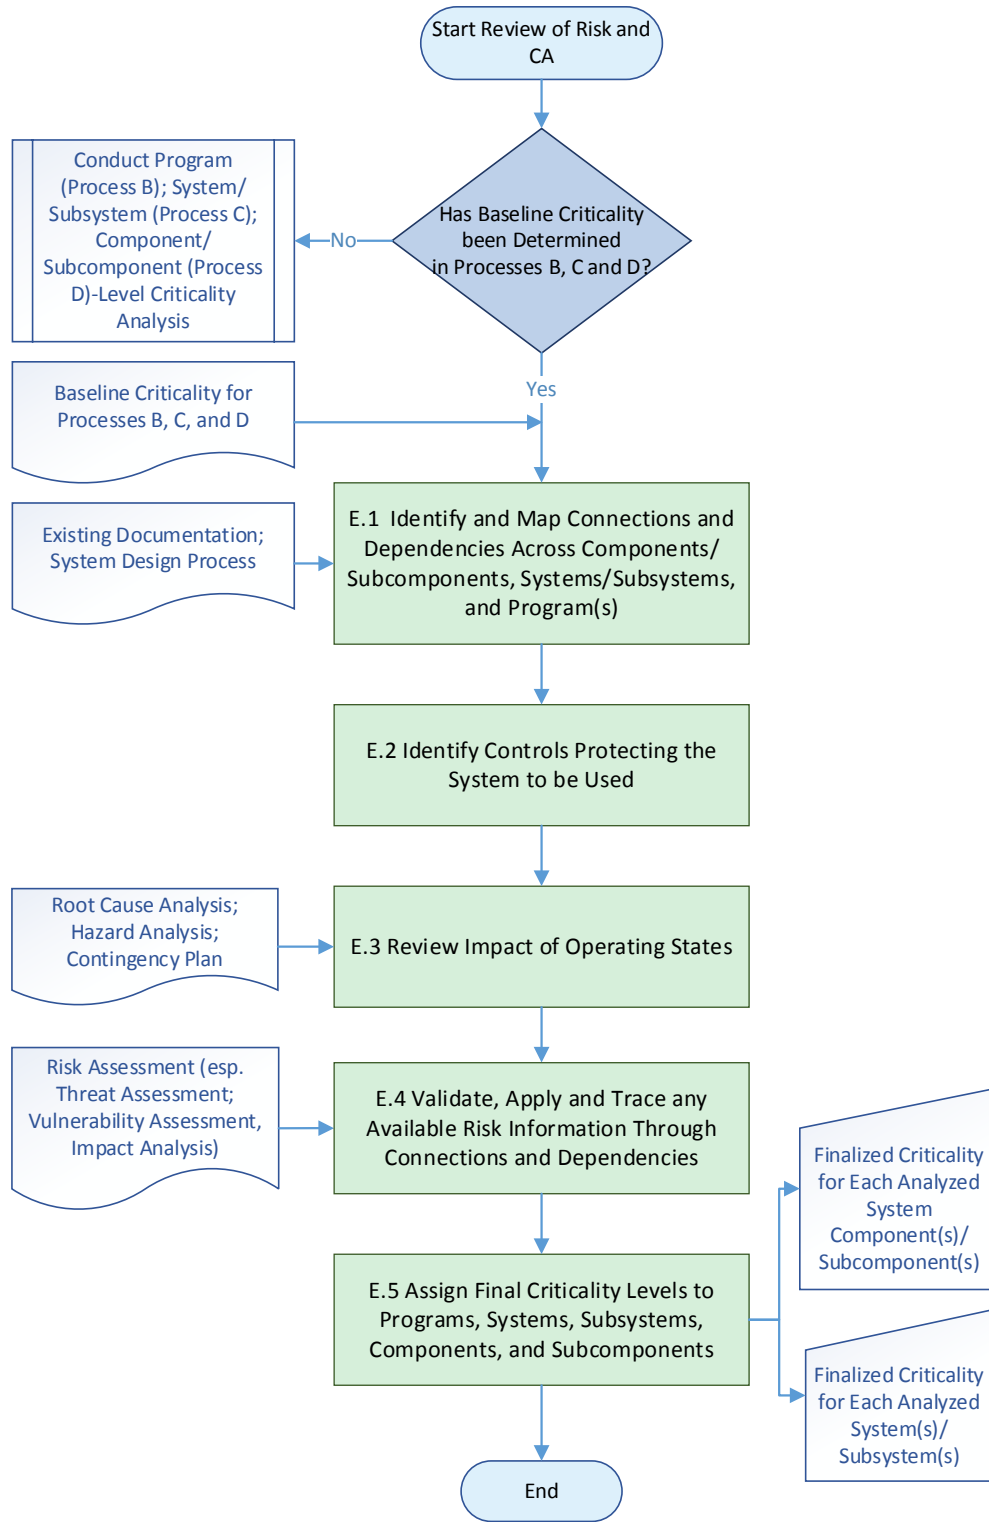 Start Review of Risk and
CA
Conduct Program
(Process B); System/
Subsystem (Process C);
Component/
Subcomponent (Process
D)-Level Criticality
Analysis
No
Has Baseline Criticality
been Determined
in Processes B, C and D?
Yes
Baseline Criticality for
Processes B, C, and D
Existing Documentation;
System Design Process
E.1 Identify and Map Connections and
Dependencies Across Components/
Subcomponents, Systems/Subsystems,
and Program(s)
E.2 Identify Controls Protecting the
System to be Used
Root Cause Analysis;
Hazard Analysis;
Contingency Plan
E.3 Review Impact of Operating States
Risk Assessment (esp.
Threat Assessment;
Vulnerability Assessment,
Impact Analysis)
E.4 Validate, Apply and Trace any
Available Risk Information Through
Connections and Dependencies
Finalized Criticality
for Each Analyzed
System
Component(s)/
Subcomponent(s)
E.5 Assign Final Criticality Levels to
Programs, Systems, Subsystems,
Components, and Subcomponents
Finalized Criticality
for Each Analyzed
System(s)/
Subsystem(s)
End